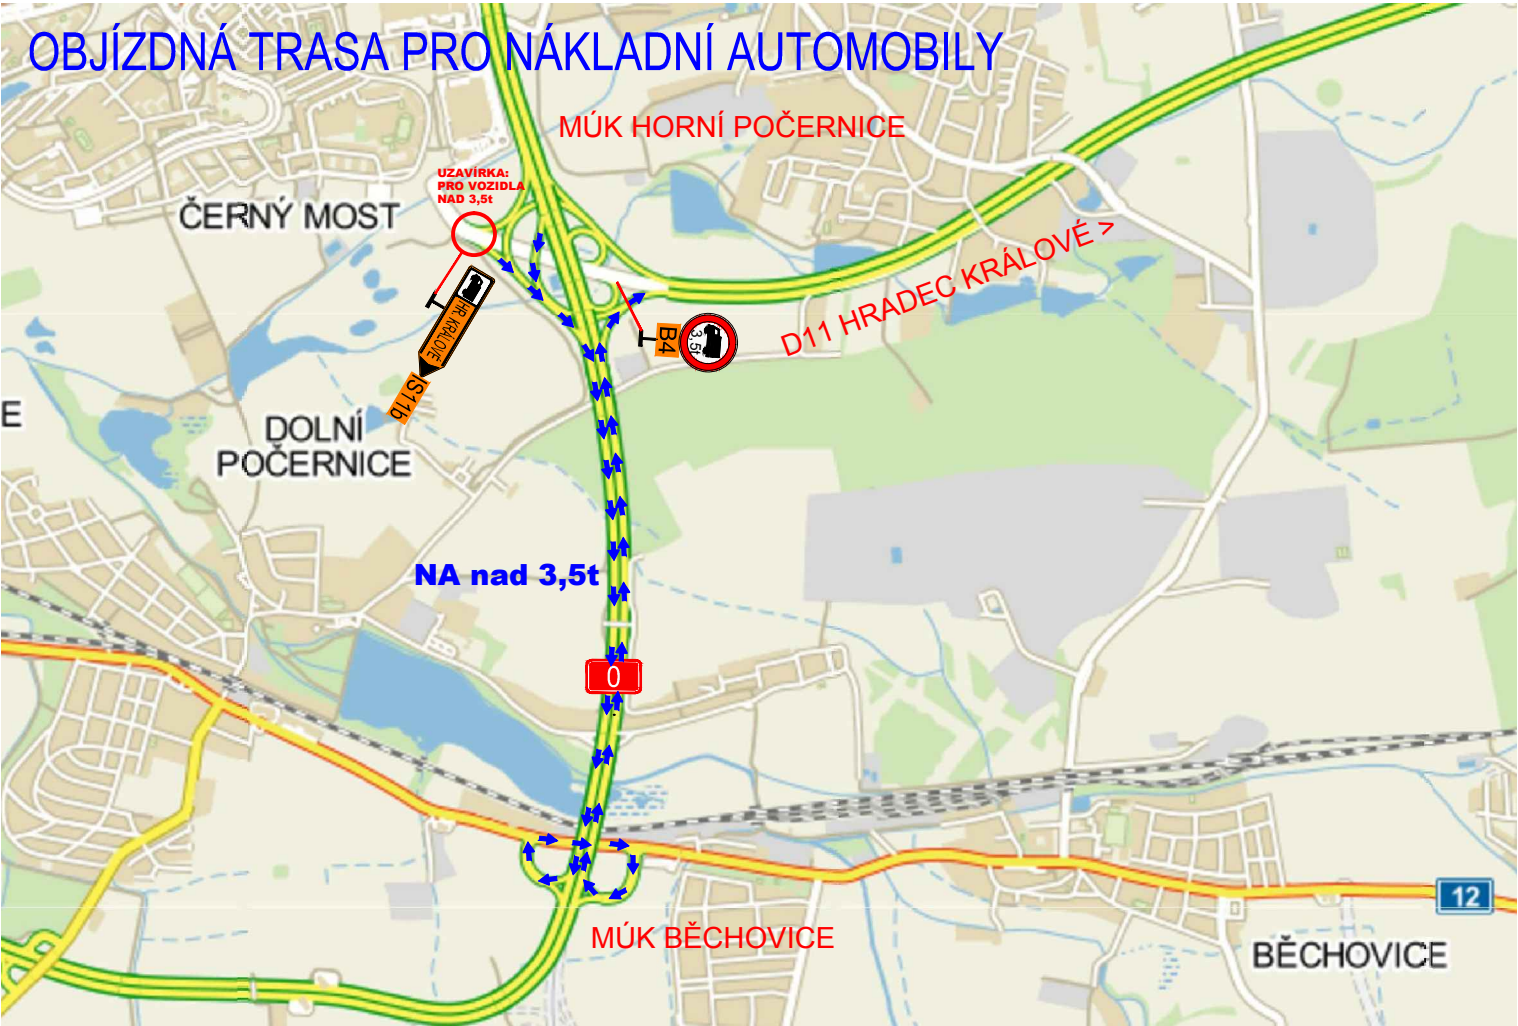 OBJÍZDNÁ TRASA PRO NÁKLADNÍ AUTOMOBILY
MÚK HORNÍ POČERNICE
UZAVÍRKA:
PRO VOZIDLA
NAD 3,5t
ČERNÝ MOST
D11 HRADEC KRÁLOVÉ >
HR. KRÁLOVÉ
IS11b
B4
3,5t
E
DOLNÍ
POČERNICE
NA nad 3,5t
0
12
MÚK BĚCHOVICE
BĚCHOVICE